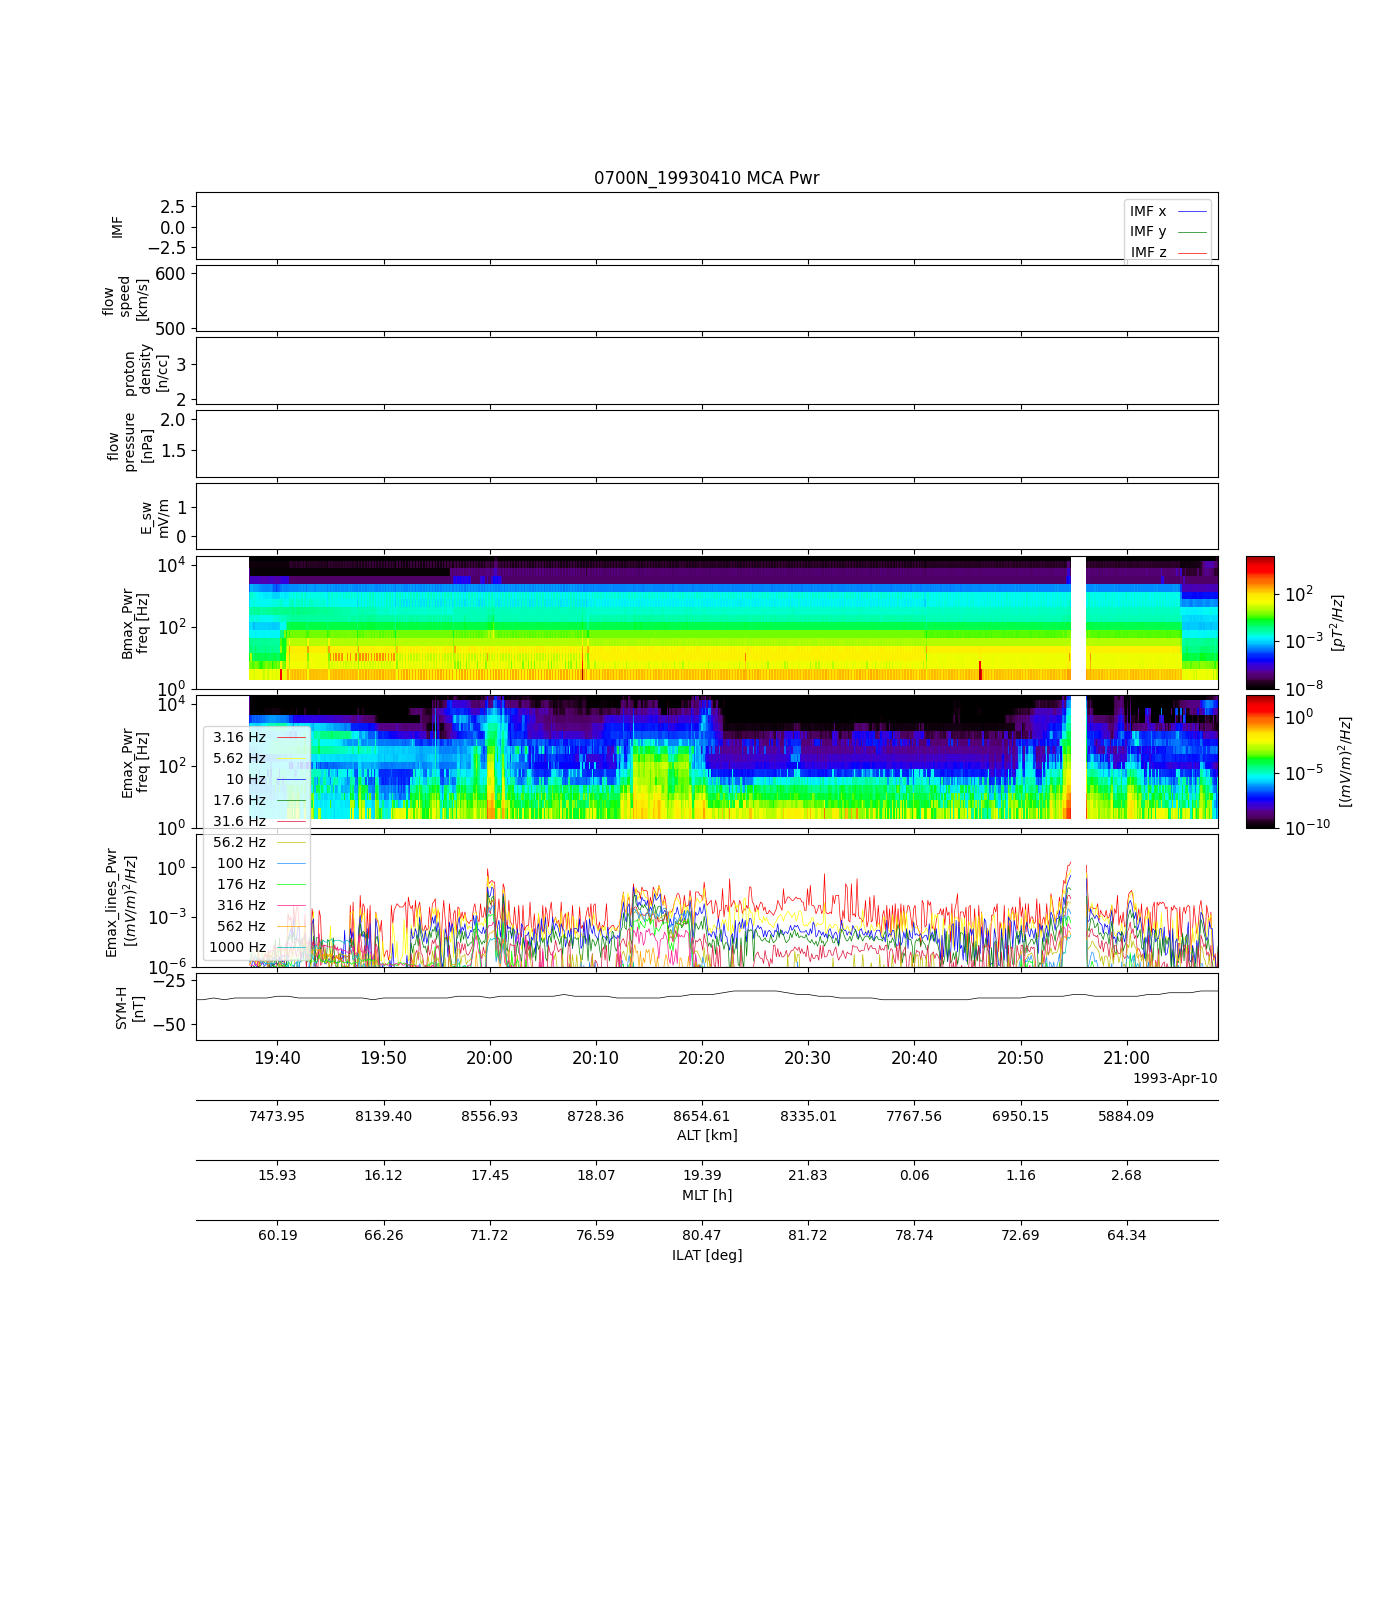 0700N_19930410 MCA Pwr
IMF
2.5
0.0
−2.5
IMF x
IMF y
IMF z
flow
speed
[km/s]
600
500
proton
density
[n/cc]
3
2
flow
pressure
[nPa]
2.0
1.5
E_sw
mV/m
1
0
Bmax_Pwr
freq [Hz]
10^4
10^2
10^0
10^2
10^−3
10^−8
[pT^2/Hz]
Emax_Pwr
freq [Hz]
10^4
10^2
10^0
10^0
10^−5
10^−10
[(mV/m)^2/Hz]
3.16 Hz
5.62 Hz
10 Hz
17.6 Hz
31.6 Hz
56.2 Hz
100 Hz
176 Hz
316 Hz
562 Hz
1000 Hz
Emax_lines_Pwr
[(mV/m)^2/Hz]
10^0
10^−3
10^−6
SYM-H
[nT]
−25
−50
19:40 19:50 20:00 20:10 20:20 20:30 20:40 20:50 21:00
1993-Apr-10
7473.95 8139.40 8556.93 8728.36 8654.61 8335.01 7767.56 6950.15 5884.09
ALT [km]
15.93 16.12 17.45 18.07 19.39 21.83 0.06 1.16 2.68
MLT [h]
60.19 66.26 71.72 76.59 80.47 81.72 78.74 72.69 64.34
ILAT [deg]